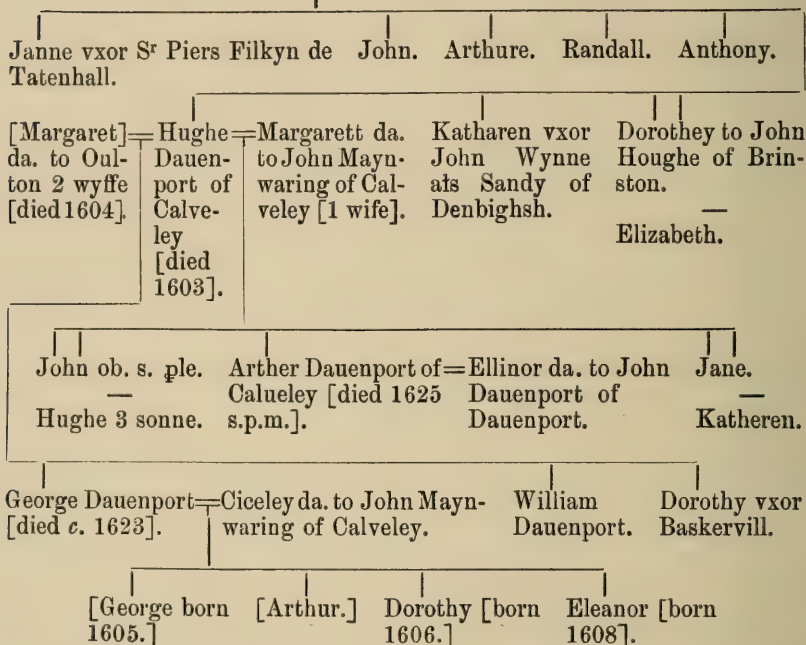 Janne vxor Sʳ Piers Filkyn de
Tatenhall.
John.
Arthure.
Randall.
Anthony.
[Margaret]
da. to Oul-
ton 2 wyffe
[died 1604].
Hughe
Dauen-
port of
Calve-
ley
[died
1603].
Margarett da.
to John Mayn-
waring of Cal-
veley [1 wife].
Katharen vxor
John Wynne
ats Sandy of
Denbighsh.
Dorothey to John
Houghe of Brin-
ston.
—
Elizabeth.
John ob. s. ꝑle.
—
Hughe 3 sonne.
Arther Dauenport of
Calueley [died 1625
s.p.m.].
Ellinor da. to John
Dauenport of
Dauenport.
Jane.
—
Katheren.
George Dauenport
[died c. 1623].
Ciceley da. to John Mayn-
waring of Calveley.
William
Dauenport.
Dorothy vxor
Baskervill.
[George born
1605.]
[Arthur.]
Dorothy [born
1606.]
Eleanor [born
1608].